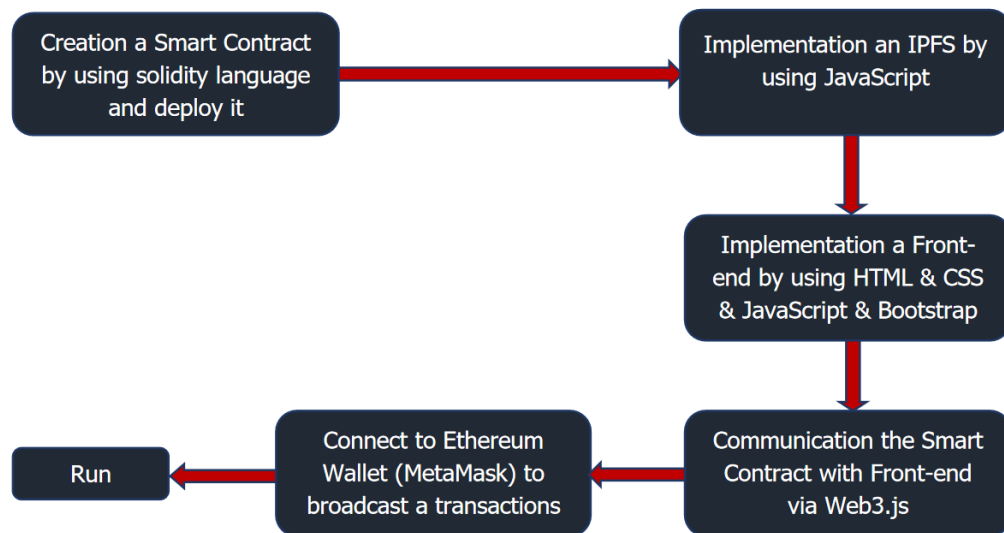 Creation a Smart Contract
by using solidity language
and deploy it
Implementation an IPFS by
using JavaScript
Implementation a Front-
end by using HTML & CSS
& JavaScript & Bootstrap
Communication the Smart
Contract with Front-end
via Web3.js
Connect to Ethereum
Wallet (MetaMask) to
broadcast a transactions
Run